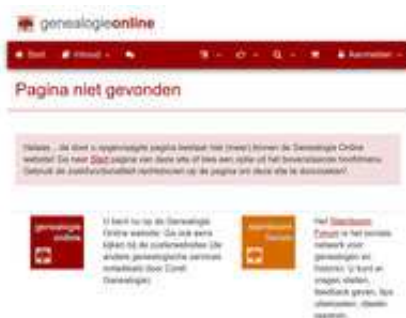 genealogieonline
Start Inhoud Aanmelden
Pagina niet gevonden
Helaas... de door u opgevraagde pagina bestaat niet (meer) binnen de Genealogie Online
website! Ga naar Start pagina van deze site of kies een optie uit het bovenstaande hoofdmenu.
Gebruik de zoekfunctionaliteit rechtsboven op de pagina om deze site te doorzoeken!
genealogie
online
U bent nu op de Genealogie
Online website. Ga ook eens
kijken bij de zusterwebsites (de
andere genealogische services
ontwikkeld door Coret
Genealogie).
stamboom
forum
Het Stamboom
Forum is het sociale
netwerk voor
genealogen en
historici. U kunt er
vragen stellen,
feedback geven, tips
uitwisselen, ideeën